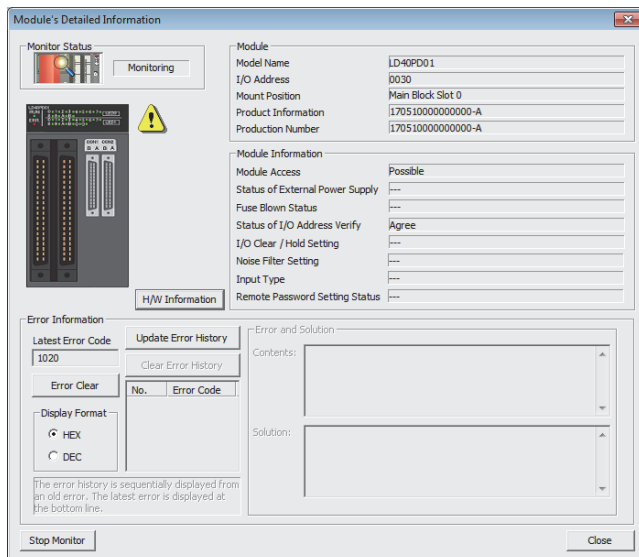 Module's Detailed Information
Monitor Status
Monitoring
H/W Information
Module
Model Name LD40PD01
I/O Address 0030
Mount Position Main Block Slot 0
Product Information 170510000000000-A
Production Number 170510000000000-A
Module Information
Module Access Possible
Status of External Power Supply ---
Fuse Blown Status ---
Status of I/O Address Verify Agree
I/O Clear / Hold Setting ---
Noise Filter Setting ---
Input Type ---
Remote Password Setting Status ---
Error Information
Latest Error Code
1020
Error Clear
Display Format
HEX
DEC
Update Error History
Clear Error History
No. Error Code
The error history is sequentially displayed from
an old error. The latest error is displayed at
the bottom line.
Error and Solution
Contents:
Solution:
Stop Monitor
Close